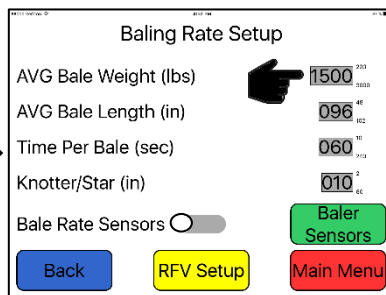 Baling Rate Setup
AVG Bale Weight (lbs) 1500 200 3000
AVG Bale Length (in) 096 48 102
Time Per Bale (sec) 060 10 240
Knotter/Star (in) 010 2 60
Bale Rate Sensors
Baler Sensors
Back RFV Setup Main Menu